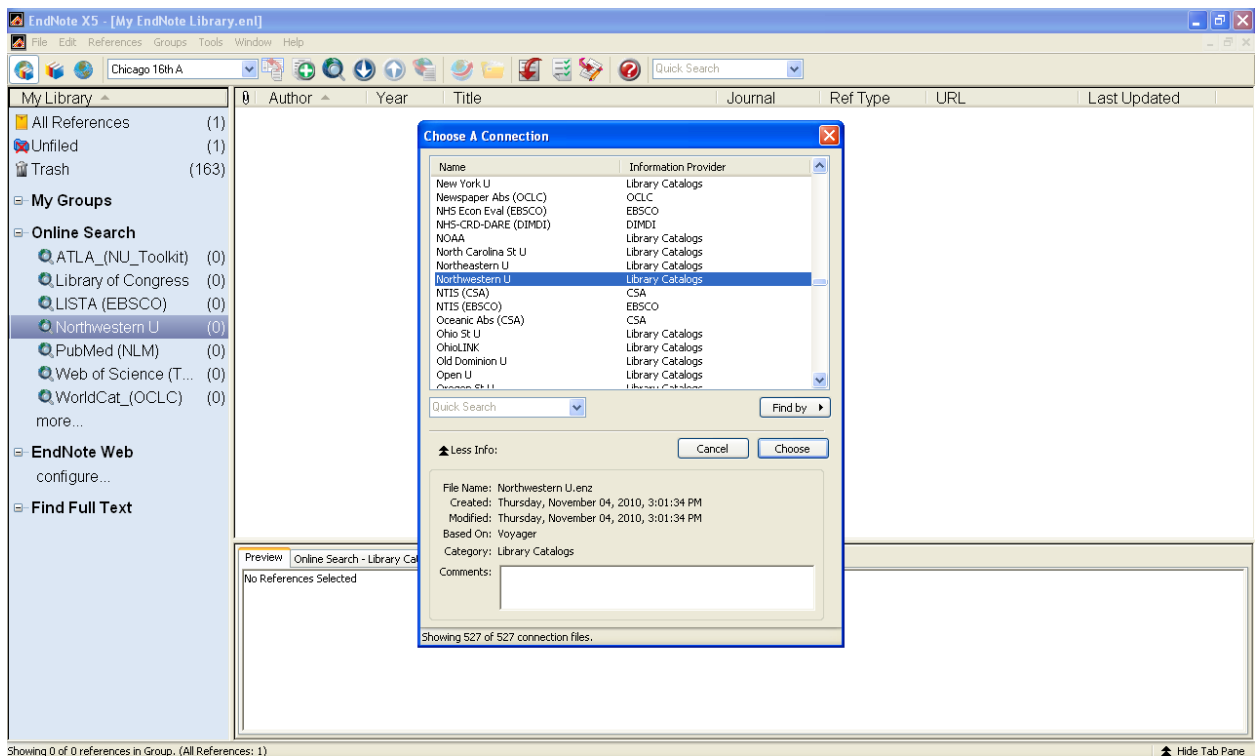 EndNote X5 - [My EndNote Library.enl]
File Edit References Groups Tools Window Help
Chicago 16th A
Quick Search
My Library
Author Year Title Journal Ref Type URL Last Updated
All References (1)
Unfiled (1)
Trash (163)
My Groups
Online Search
ATLA_(NU_Toolkit) (0)
Library of Congress (0)
LISTA (EBSCO) (0)
Northwestern U (0)
PubMed (NLM) (0)
Web of Science (T... (0)
WorldCat_(OCLC) (0)
more...
EndNote Web
configure...
Find Full Text
Choose A Connection
Name Information Provider
New York U Library Catalogs
Newspaper Abs (OCLC) OCLC
NHS Econ Eval (EBSCO) EBSCO
NHS-CRD-DARE (DIMDI) DIMDI
NOAA Library Catalogs
North Carolina St U Library Catalogs
Northeastern U Library Catalogs
Northwestern U Library Catalogs
NTIS (CSA) CSA
NTIS (EBSCO) EBSCO
Oceanic Abs (CSA) CSA
Ohio St U Library Catalogs
OhioLINK Library Catalogs
Old Dominion U Library Catalogs
Open U Library Catalogs
Oregon St U Library Catalogs
Quick Search
Find by
Less Info:
Cancel
Choose
File Name: Northwestern U.enz
Created: Thursday, November 04, 2010, 3:01:34 PM
Modified: Thursday, November 04, 2010, 3:01:34 PM
Based On: Voyager
Category: Library Catalogs
Comments:
Showing 527 of 527 connection files.
Preview Online Search - Library Cat
No References Selected
Showing 0 of 0 references in Group. (All References: 1)
Hide Tab Pane